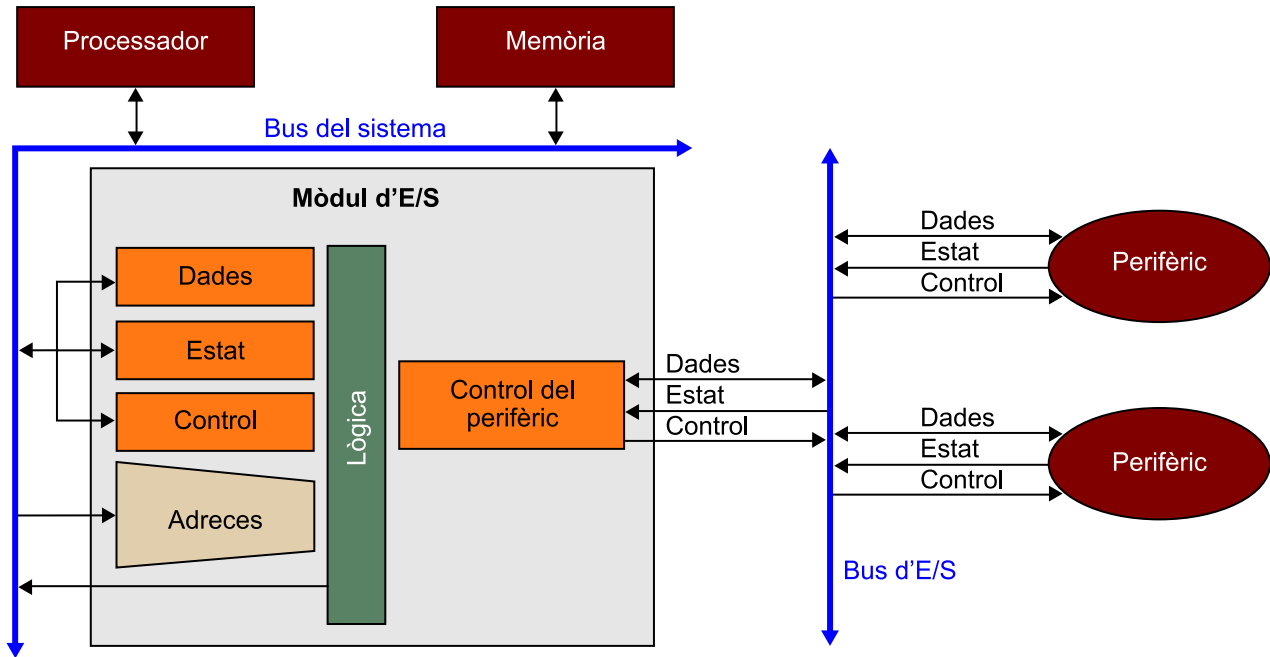 Processador
Memòria
Bus del sistema
Mòdul d’E/S
Dades
Estat
Control
Adreces
Lògica
Control del
perifèric
Dades
Estat
Control
Dades
Estat
Control
Perifèric
Dades
Estat
Control
Perifèric
Bus d’E/S